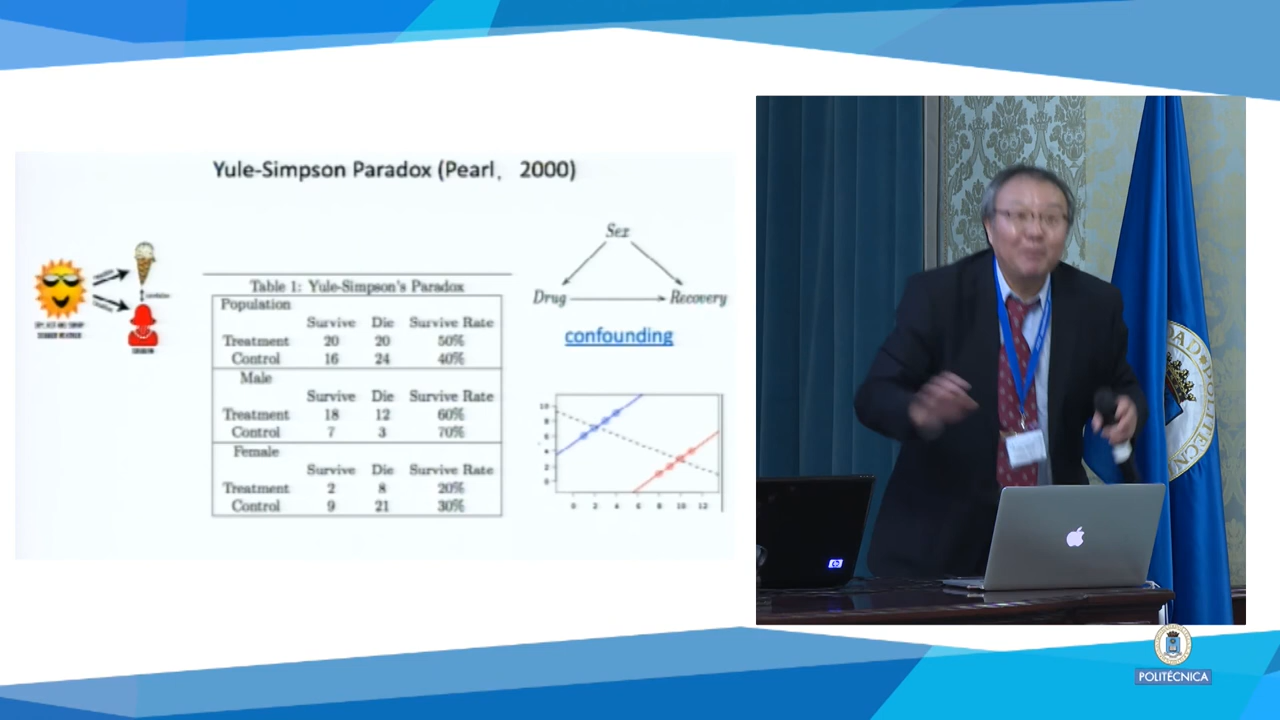 Yule-Simpson Paradox (Pearl, 2000)
Table 1: Yule-Simpson's Paradox
Population
Survive Die Survive Rate
Treatment 20 20 50%
Control 16 24 40%
Male
Survive Die Survive Rate
Treatment 18 12 60%
Control 7 3 70%
Female
Survive Die Survive Rate
Treatment 2 8 20%
Control 9 21 30%
Sex
Drug Recovery
confounding
10
8
6
4
2
0
0 2 4 6 8 10 12
hp
POLITÉCNICA